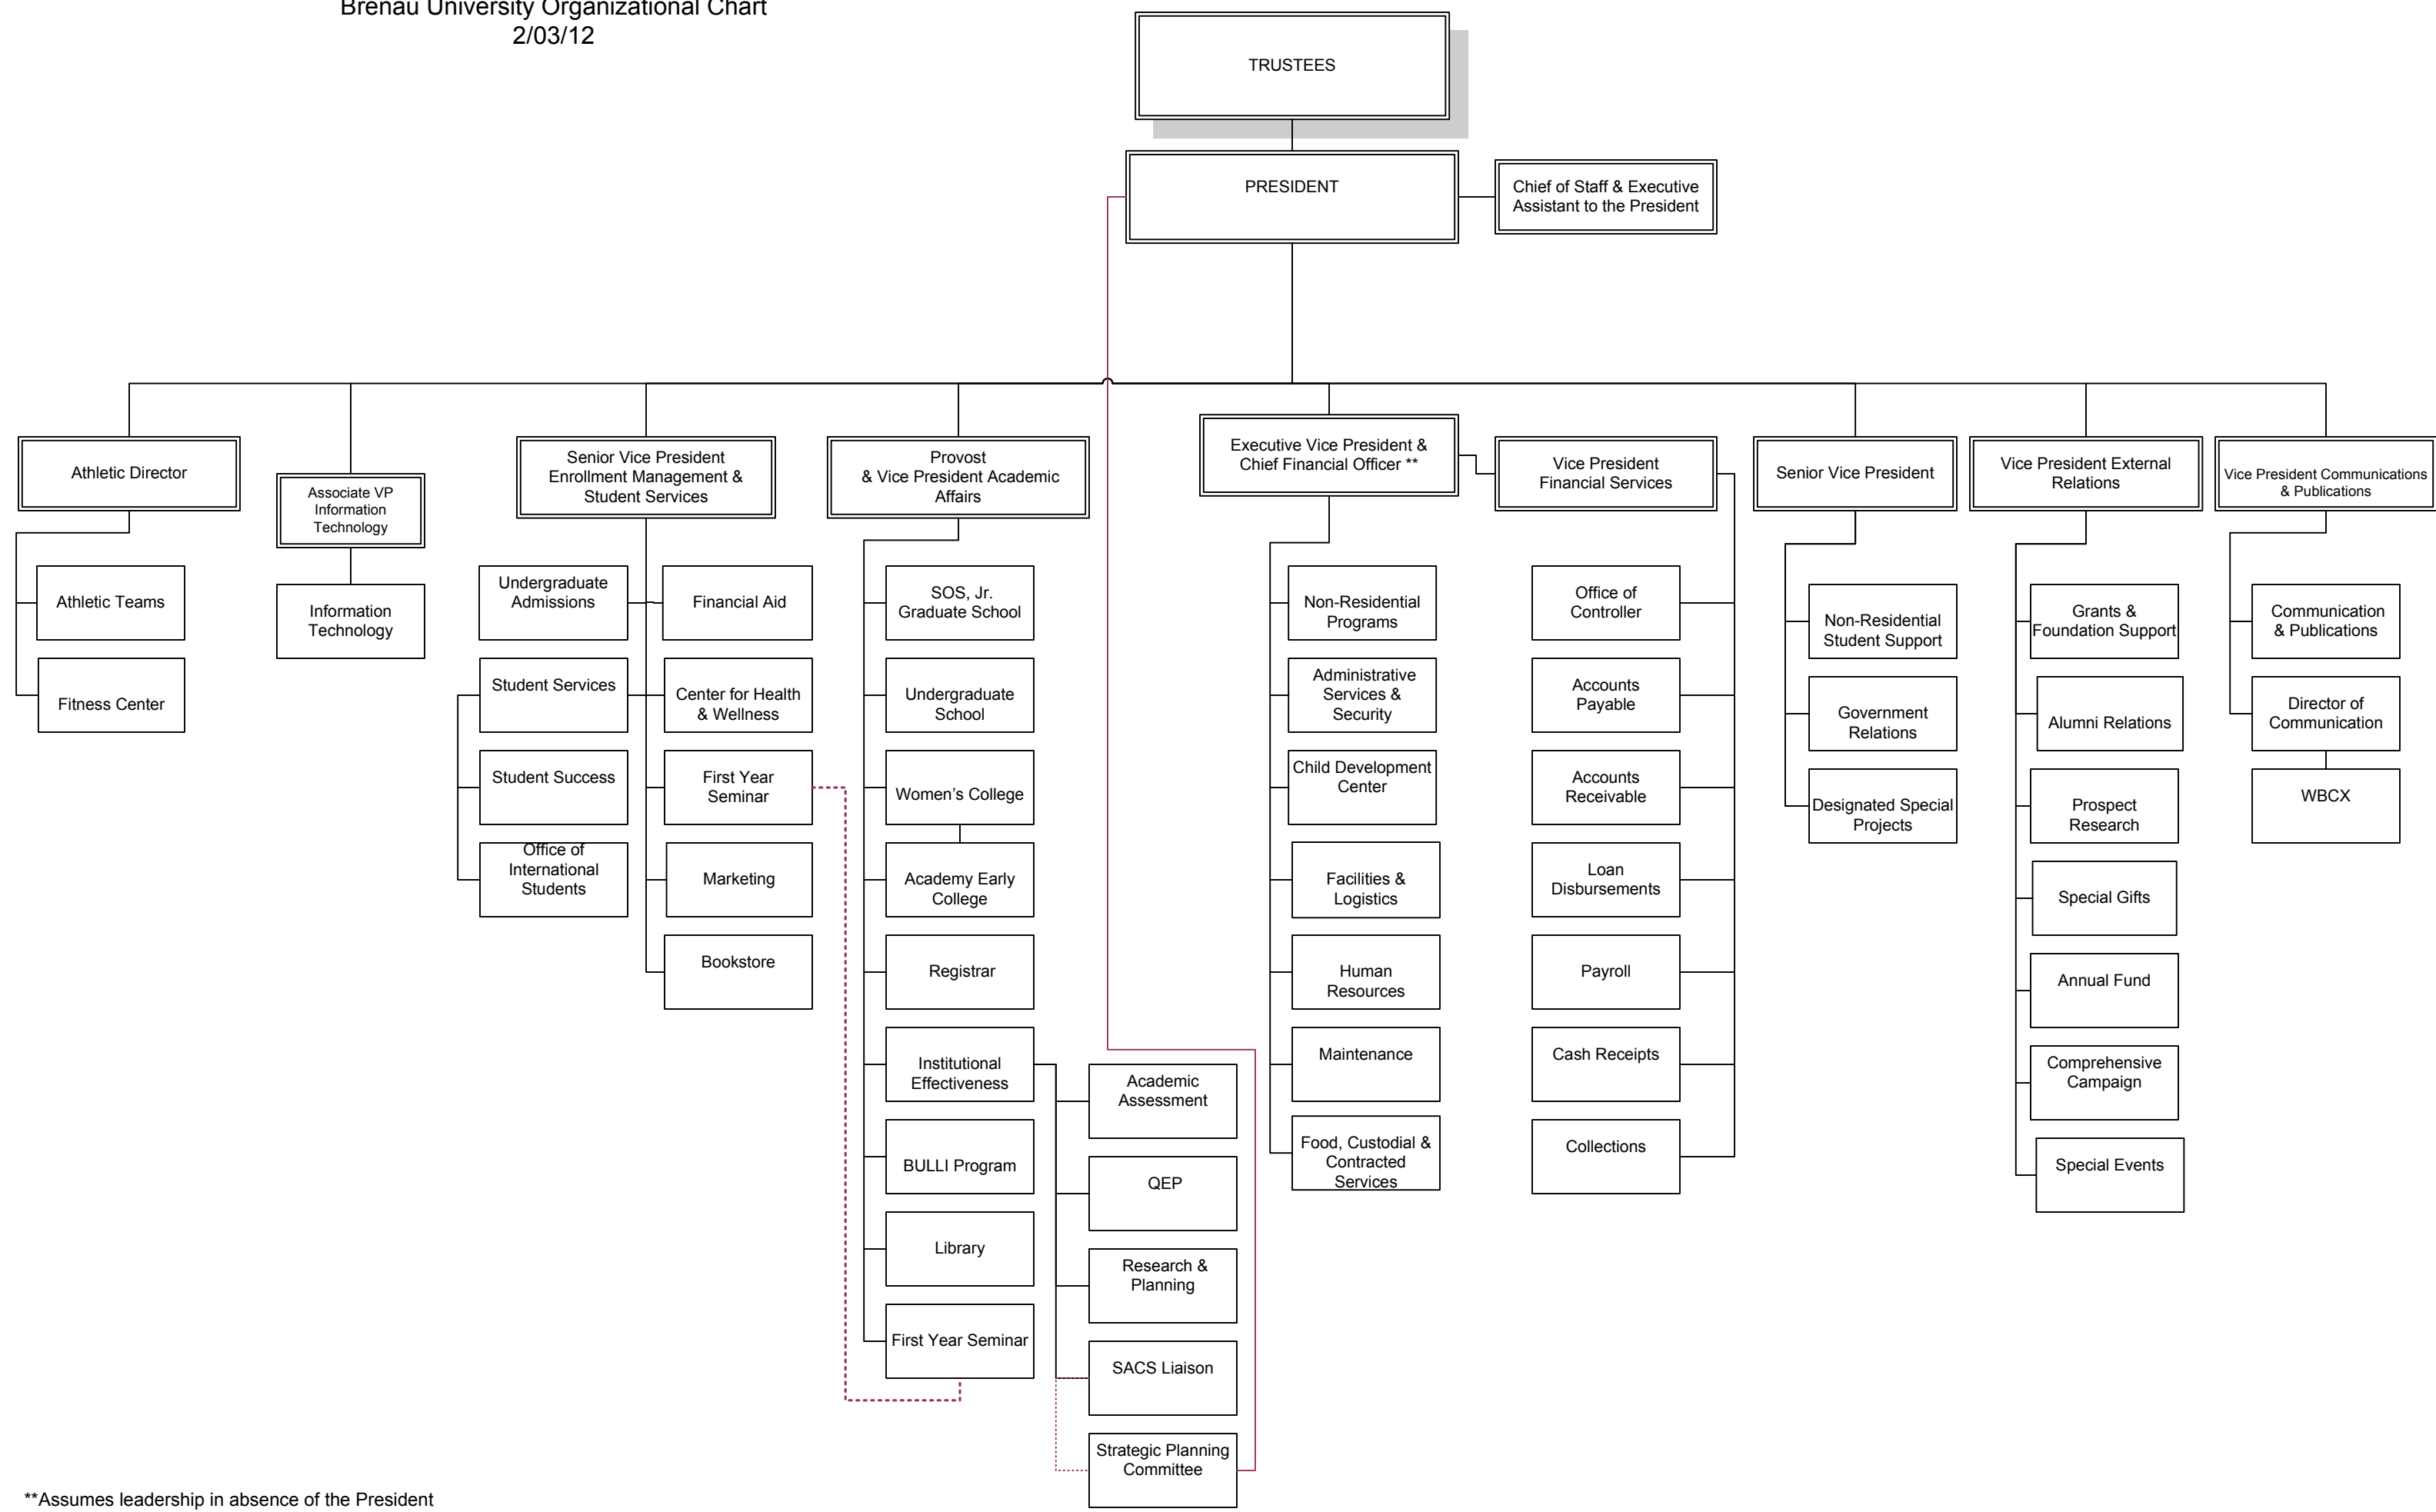 Brenau University Organizational Chart
2/03/12
TRUSTEES
PRESIDENT
Chief of Staff & Executive
Assistant to the President
Athletic Director
Associate VP
Information
Technology
Senior Vice President
Enrollment Management &
Student Services
Provost
& Vice President Academic
Affairs
Executive Vice President &
Chief Financial Officer **
Vice President
Financial Services
Senior Vice President
Vice President External
Relations
Vice President Communications
& Publications
Athletic Teams
Fitness Center
Information
Technology
Undergraduate
Admissions
Student Services
Student Success
Office of
International
Students
Financial Aid
Center for Health
& Wellness
First Year
Seminar
Marketing
Bookstore
SOS, Jr.
Graduate School
Undergraduate
School
Women’s College
Academy Early
College
Registrar
Institutional
Effectiveness
BULLI Program
Library
First Year Seminar
Academic
Assessment
QEP
Research &
Planning
SACS Liaison
Strategic Planning
Committee
Non-Residential
Programs
Administrative
Services &
Security
Child Development
Center
Facilities &
Logistics
Human
Resources
Maintenance
Food, Custodial &
Contracted
Services
Office of
Controller
Accounts
Payable
Accounts
Receivable
Loan
Disbursements
Payroll
Cash Receipts
Collections
Non-Residential
Student Support
Government
Relations
Designated Special
Projects
Grants &
Foundation Support
Alumni Relations
Prospect
Research
Special Gifts
Annual Fund
Comprehensive
Campaign
Special Events
Communication
& Publications
Director of
Communication
WBCX
**Assumes leadership in absence of the President